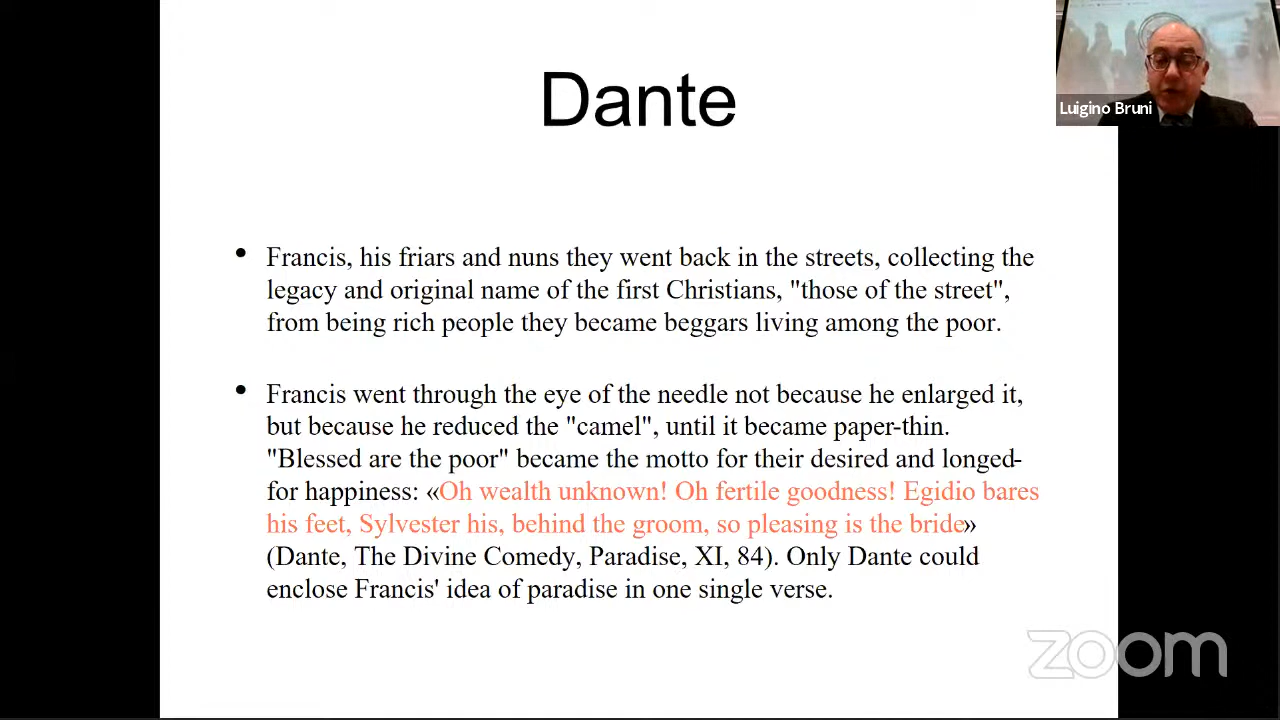 Dante
Luigino Bruni
• Francis, his friars and nuns they went back in the streets, collecting the
legacy and original name of the first Christians, "those of the street",
from being rich people they became beggars living among the poor.
• Francis went through the eye of the needle not because he enlarged it,
but because he reduced the "camel", until it became paper-thin.
"Blessed are the poor" became the motto for their desired and longed-
for happiness: «Oh wealth unknown! Oh fertile goodness! Egidio bares
his feet, Sylvester his, behind the groom, so pleasing is the bride»
(Dante, The Divine Comedy, Paradise, XI, 84). Only Dante could
enclose Francis' idea of paradise in one single verse.
zoom